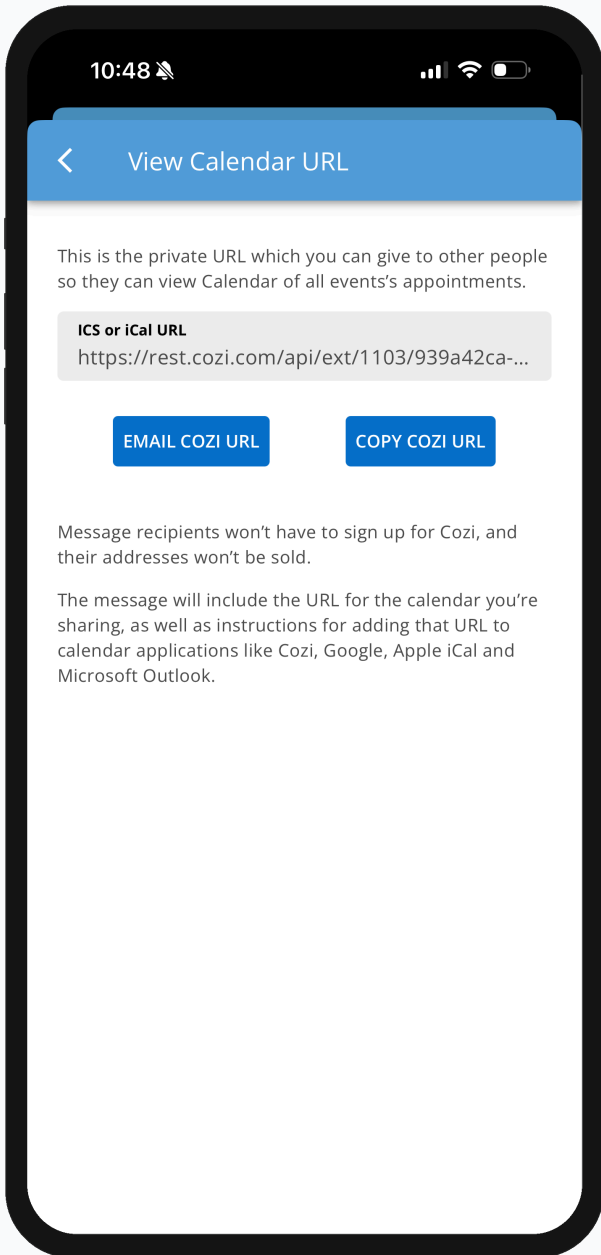 10:48
View Calendar URL
This is the private URL which you can give to other people
so they can view Calendar of all events’s appointments.
ICS or iCal URL
https://rest.cozi.com/api/ext/1103/939a42ca-...
EMAIL COZI URL
COPY COZI URL
Message recipients won’t have to sign up for Cozi, and
their addresses won’t be sold.
The message will include the URL for the calendar you’re
sharing, as well as instructions for adding that URL to
calendar applications like Cozi, Google, Apple iCal and
Microsoft Outlook.